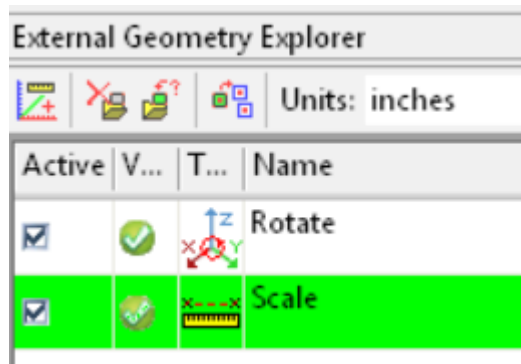 External Geometry Explorer
Units: inches
Active V... T... Name
Z X Y Rotate
x---x Scale